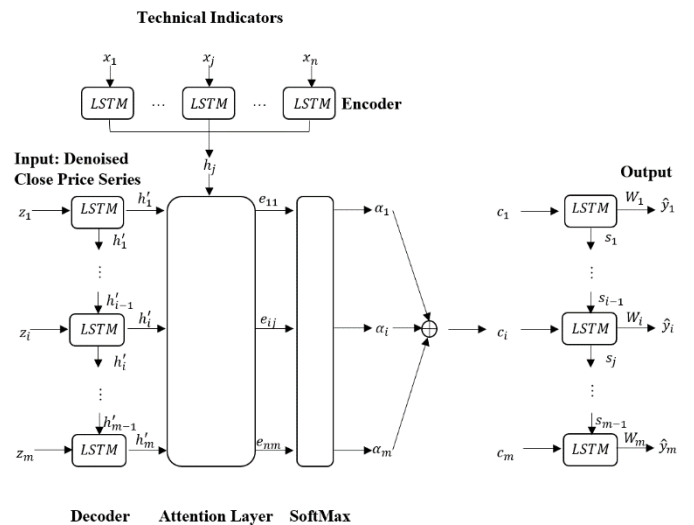 Technical Indicators
x₁ xⱼ xₙ
LSTM … LSTM … LSTM Encoder
hⱼ
Input: Denoised
Close Price Series
Output
z₁ LSTM h′₁ e₁₁ α₁ c₁ LSTM W₁ ŷ₁
h′₁ s₁
⋮ ⋮
h′ᵢ₋₁ sᵢ₋₁
zᵢ LSTM h′ᵢ eᵢⱼ αᵢ cᵢ LSTM Wᵢ ŷᵢ
h′ᵢ sⱼ
⋮ ⋮
h′ₘ₋₁ sₘ₋₁
zₘ LSTM h′ₘ eₙₘ αₘ cₘ LSTM Wₘ ŷₘ
Decoder Attention Layer SoftMax